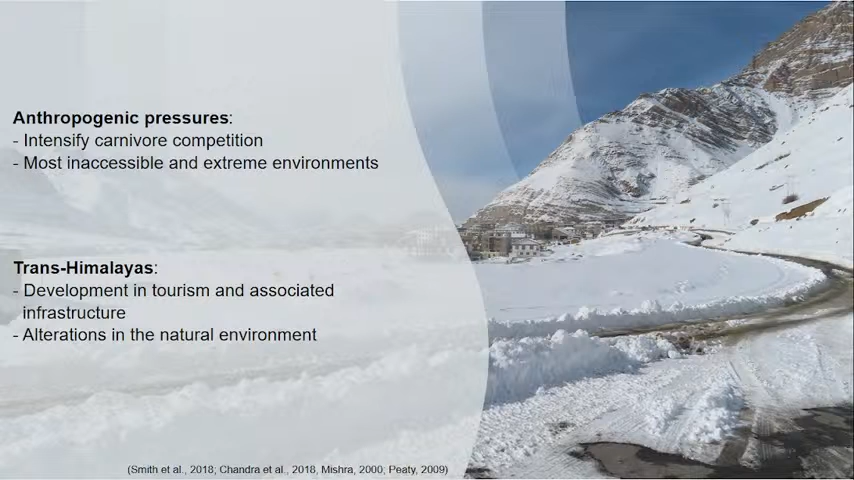 Anthropogenic pressures:
- Intensify carnivore competition
- Most inaccessible and extreme environments
Trans-Himalayas:
- Development in tourism and associated
infrastructure
- Alterations in the natural environment
(Smith et al., 2018; Chandra et al., 2018, Mishra, 2000; Peaty, 2009)